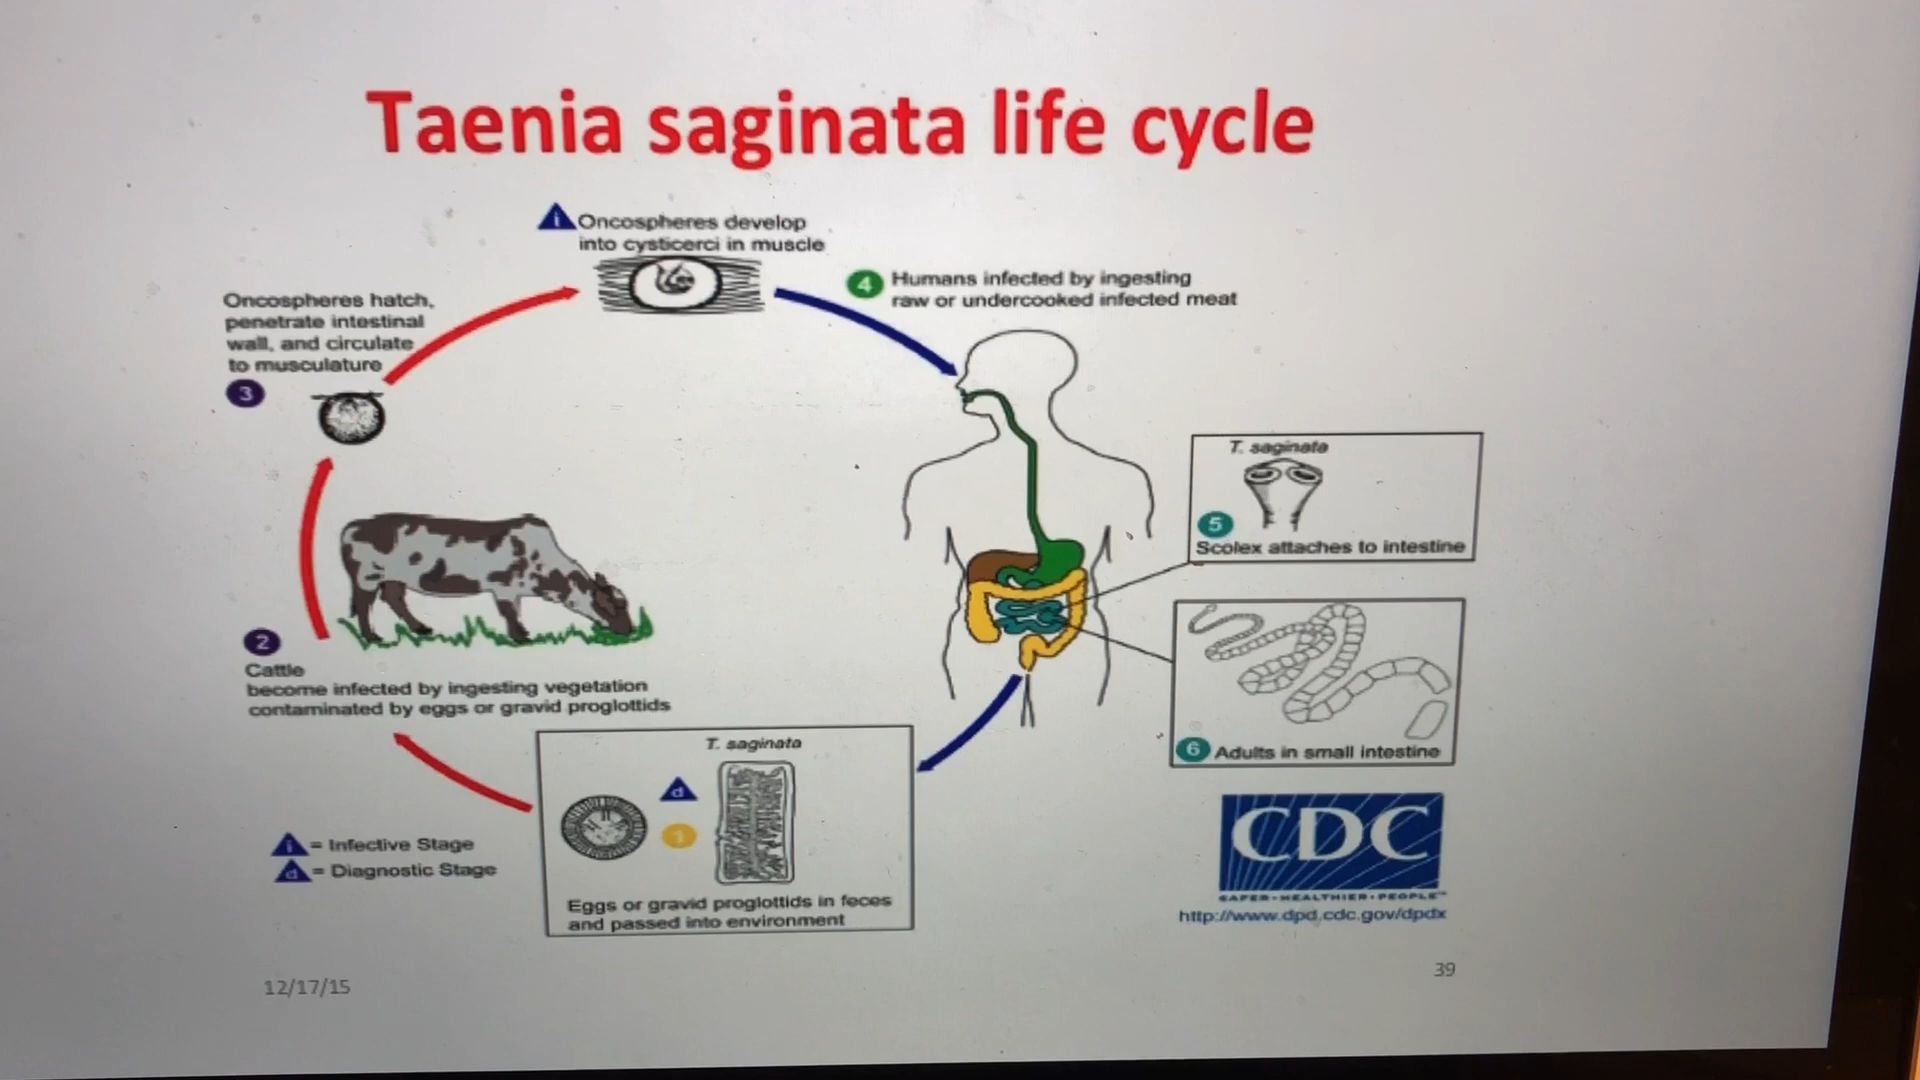 Taenia saginata life cycle
i
Oncospheres develop
into cysticerci in muscle
4
Humans infected by ingesting
raw or undercooked infected meat
Oncospheres hatch,
penetrate intestinal
wall, and circulate
to musculature
3
T. saginata
5
Scolex attaches to intestine
2
Cattle
become infected by ingesting vegetation
contaminated by eggs or gravid proglottids
6 Adults in small intestine
T. saginata
d
1
Eggs or gravid proglottids in feces
and passed into environment
i = Infective Stage
d = Diagnostic Stage
CDC
SAFER·HEALTHIER·PEOPLE™
http://www.dpd.cdc.gov/dpdx
12/17/15
39